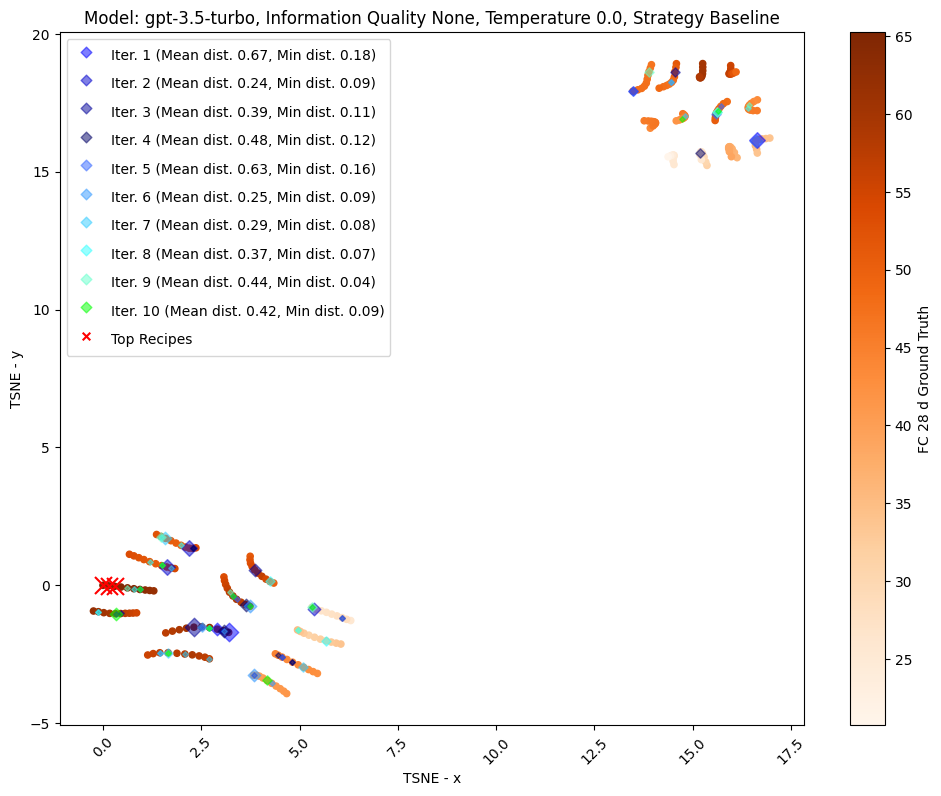 Model: gpt-3.5-turbo, Information Quality None, Temperature 0.0, Strategy Baseline
Iter. 1 (Mean dist. 0.67, Min dist. 0.18)
Iter. 2 (Mean dist. 0.24, Min dist. 0.09)
Iter. 3 (Mean dist. 0.39, Min dist. 0.11)
Iter. 4 (Mean dist. 0.48, Min dist. 0.12)
Iter. 5 (Mean dist. 0.63, Min dist. 0.16)
Iter. 6 (Mean dist. 0.25, Min dist. 0.09)
Iter. 7 (Mean dist. 0.29, Min dist. 0.08)
Iter. 8 (Mean dist. 0.37, Min dist. 0.07)
Iter. 9 (Mean dist. 0.44, Min dist. 0.04)
Iter. 10 (Mean dist. 0.42, Min dist. 0.09)
Top Recipes
TSNE - y
20
15
10
5
0
−5
0.0
2.5
5.0
7.5
10.0
12.5
15.0
17.5
TSNE - x
65
60
55
50
45
40
35
30
25
FC 28 d Ground Truth